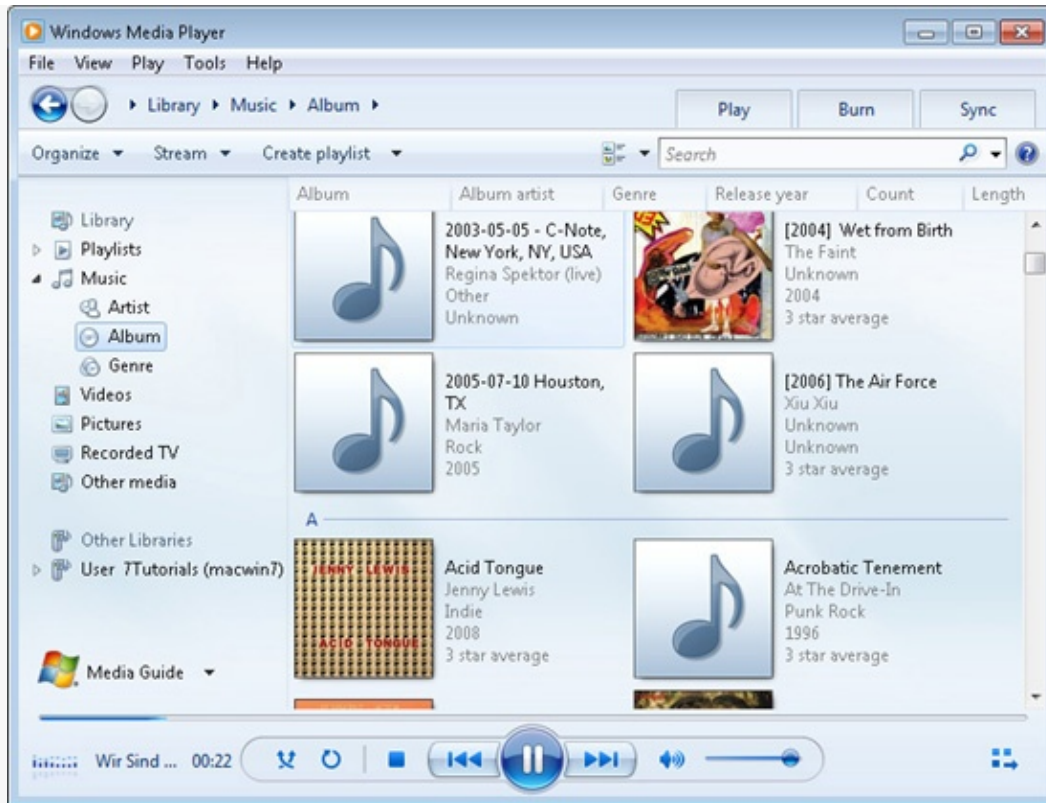 Windows Media Player
File View Play Tools Help
Library Music Album
Play Burn Sync
Organize Stream Create playlist Search
Album Album artist Genre Release year Count Length
Library
Playlists
Music
Artist
Album
Genre
Videos
Pictures
Recorded TV
Other media
Other Libraries
User 7Tutorials (macwin7)
Media Guide
2003-05-05 - C-Note,
New York, NY, USA
Regina Spektor (live)
Other
Unknown
[2004] Wet from Birth
The Faint
Unknown
2004
3 star average
2005-07-10 Houston,
TX
Maria Taylor
Rock
2005
[2006] The Air Force
Xiu Xiu
Unknown
Unknown
3 star average
A
JENNY LEWIS
ACID TONGUE
Acid Tongue
Jenny Lewis
Indie
2008
3 star average
Acrobatic Tenement
At The Drive-In
Punk Rock
1996
3 star average
Wir Sind ... 00:22